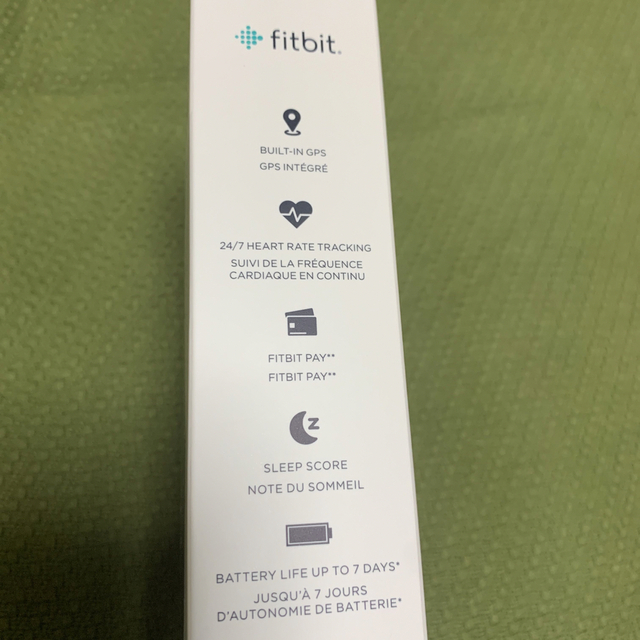 fitbit
BUILT-IN GPS
GPS INTÉGRÉ
24/7 HEART RATE TRACKING
SUIVI DE LA FRÉQUENCE
CARDIAQUE EN CONTINU
FITBIT PAY**
FITBIT PAY**
z
SLEEP SCORE
NOTE DU SOMMEIL
BATTERY LIFE UP TO 7 DAYS*
JUSQU'À 7 JOURS
D'AUTONOMIE DE BATTERIE*